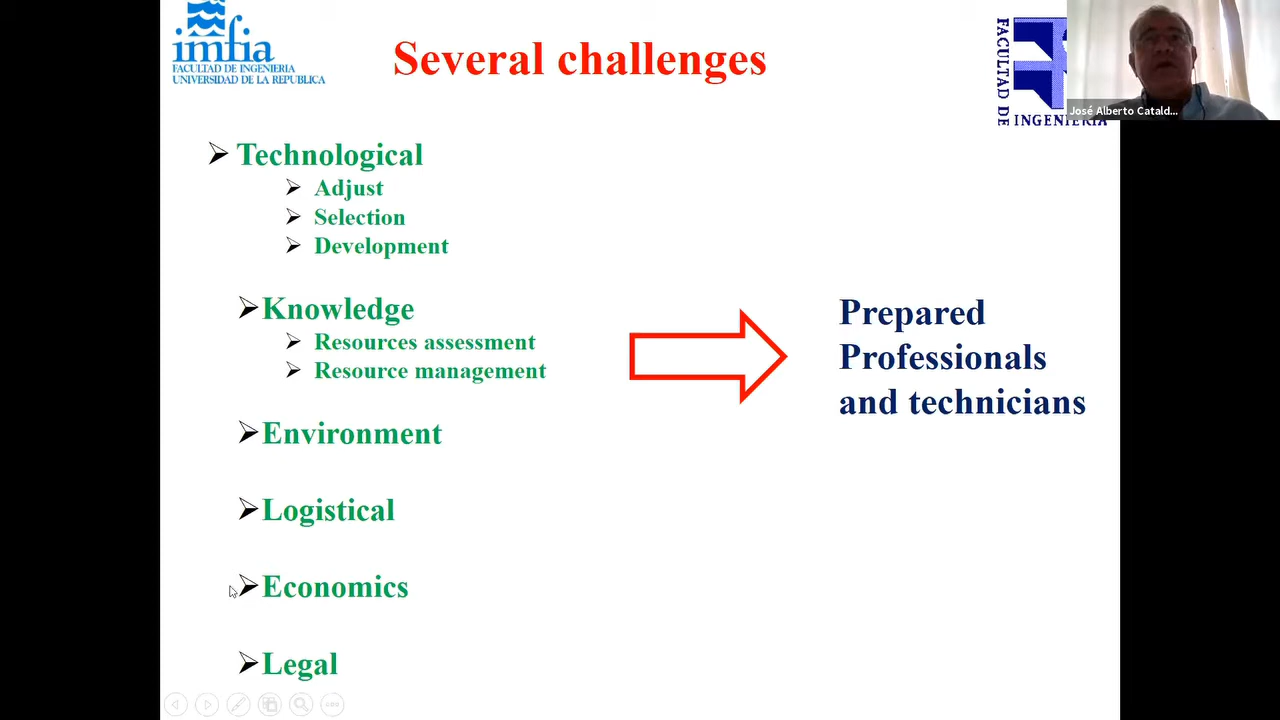 imfia
FACULTAD DE INGENIERIA
UNIVERSIDAD DE LA REPUBLICA
Several challenges
FACULTAD DE INGENIERIA
José Alberto Catald...
Technological
Adjust
Selection
Development
Knowledge
Resources assessment
Resource management
Environment
Logistical
Economics
Legal
Prepared
Professionals
and technicians